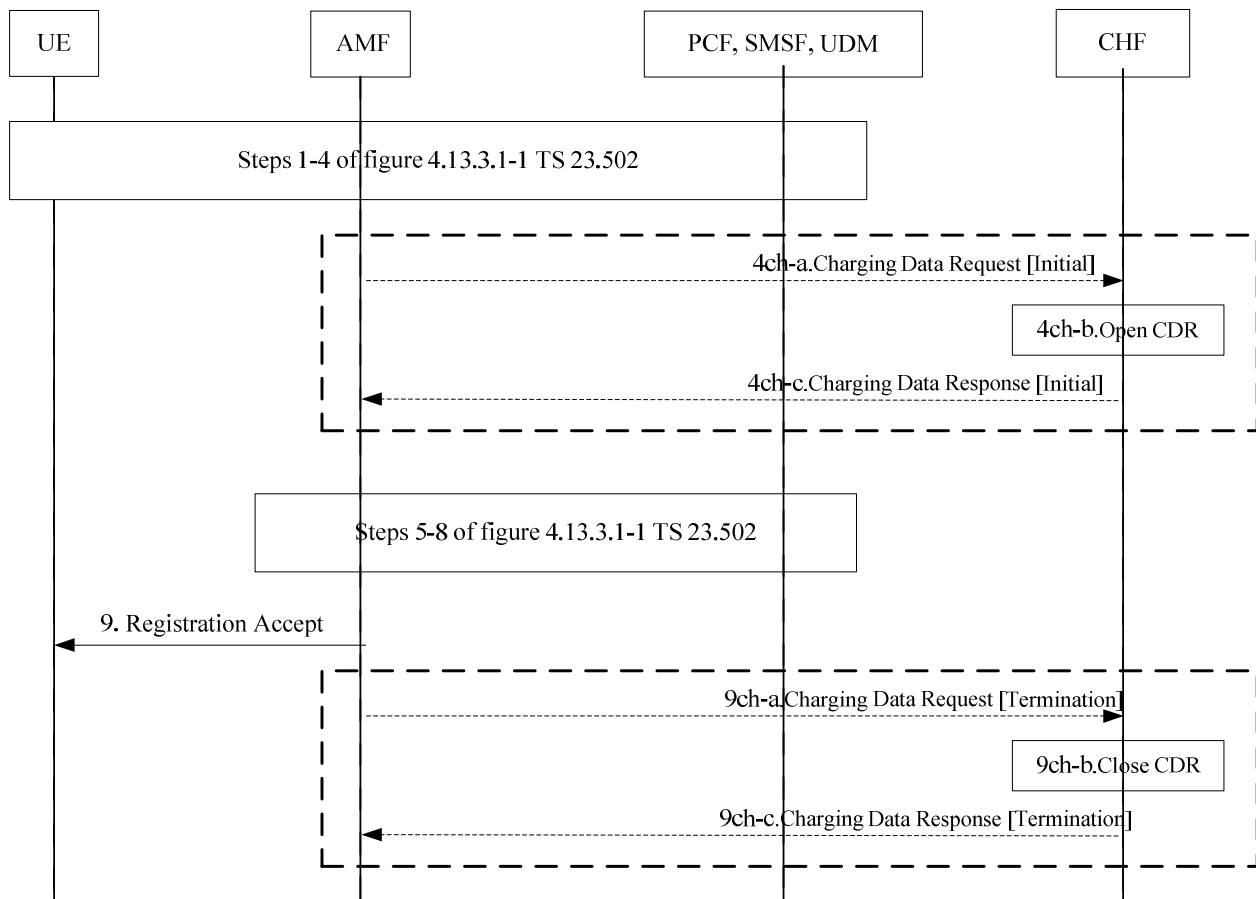 UE
AMF
PCF, SMSF, UDM
CHF
Steps 1-4 of figure 4.13.3.1-1 TS 23.502
4ch-a.Charging Data Request [Initial]
4ch-b.Open CDR
4ch-c.Charging Data Response [Initial]
Steps 5-8 of figure 4.13.3.1-1 TS 23.502
9. Registration Accept
9ch-a.Charging Data Request [Termination]
9ch-b.Close CDR
9ch-c.Charging Data Response [Termination]